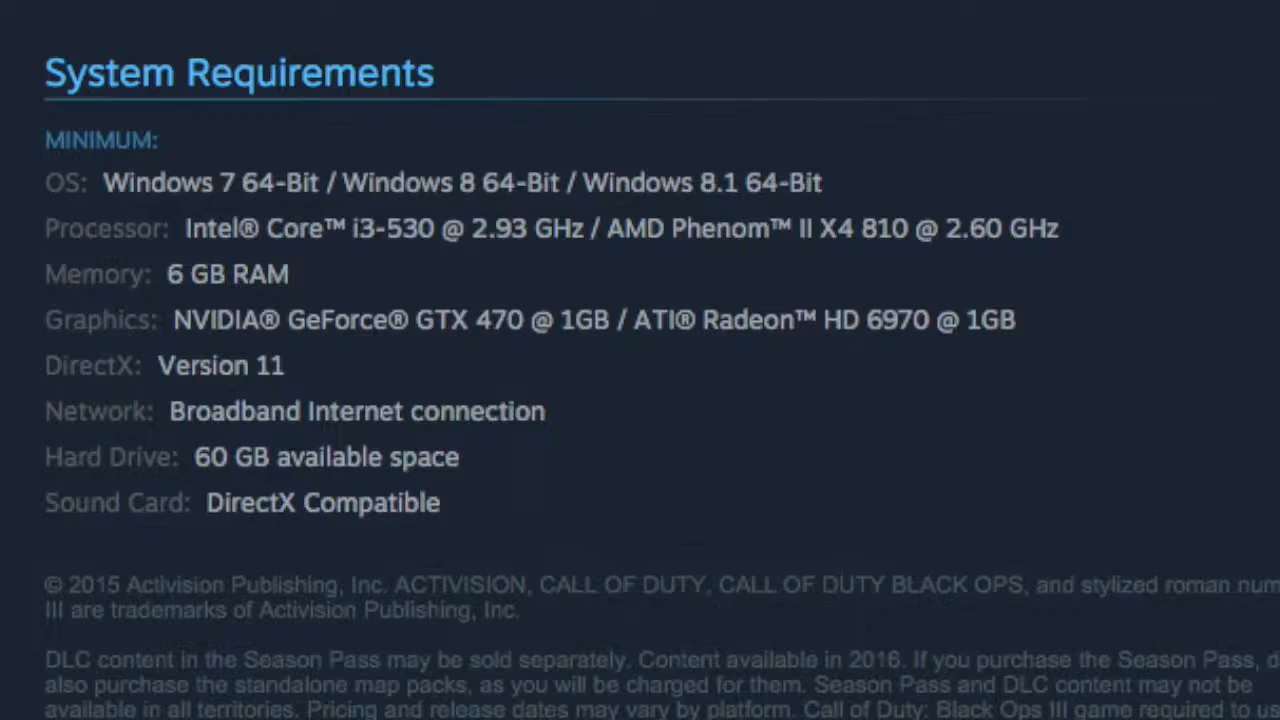 System Requirements
MINIMUM:
OS: Windows 7 64-Bit / Windows 8 64-Bit / Windows 8.1 64-Bit
Processor: Intel® Core™ i3-530 @ 2.93 GHz / AMD Phenom™ II X4 810 @ 2.60 GHz
Memory: 6 GB RAM
Graphics: NVIDIA® GeForce® GTX 470 @ 1GB / ATI® Radeon™ HD 6970 @ 1GB
DirectX: Version 11
Network: Broadband Internet connection
Hard Drive: 60 GB available space
Sound Card: DirectX Compatible
© 2015 Activision Publishing, Inc. ACTIVISION, CALL OF DUTY, CALL OF DUTY BLACK OPS, and stylized roman num
III are trademarks of Activision Publishing, Inc.
DLC content in the Season Pass may be sold separately. Content available in 2016. If you purchase the Season Pass, d
also purchase the standalone map packs, as you will be charged for them. Season Pass and DLC content may not be
available in all territories. Pricing and release dates may vary by platform. Call of Duty: Black Ops III game required to us